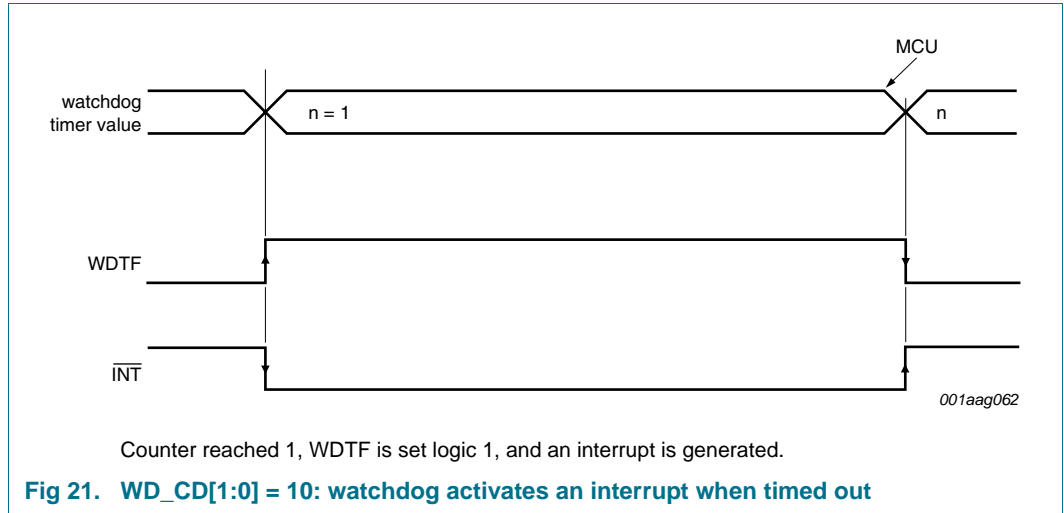 MCU
watchdog
timer value
n = 1
n
WDTF
INT
001aag062
Counter reached 1, WDTF is set logic 1, and an interrupt is generated.
Fig 21. WD_CD[1:0] = 10: watchdog activates an interrupt when timed out